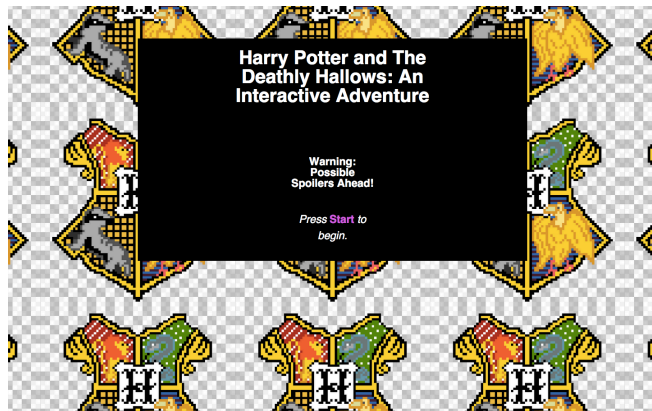 Harry Potter and The
Deathly Hallows: An
Interactive Adventure
Warning:
Possible
Spoilers Ahead!
Press Start to
begin.
H
H
H